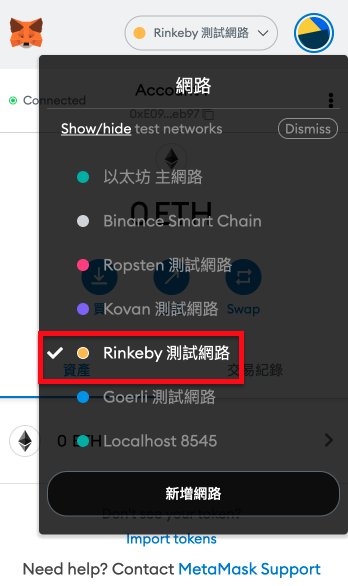 Rinkeby 測試網路
網路
Connected
Account
0xE09...eb97
Show/hide test networks
Dismiss
以太坊 主網路
0 ETH
Binance Smart Chain
Ropsten 測試網路
Kovan 測試網路
Swap
Rinkeby 測試網路
資產
交易紀錄
Goerli 測試網路
0 ETH
Localhost 8545
新增網路
Don't see your token?
Import tokens
Need help? Contact MetaMask Support